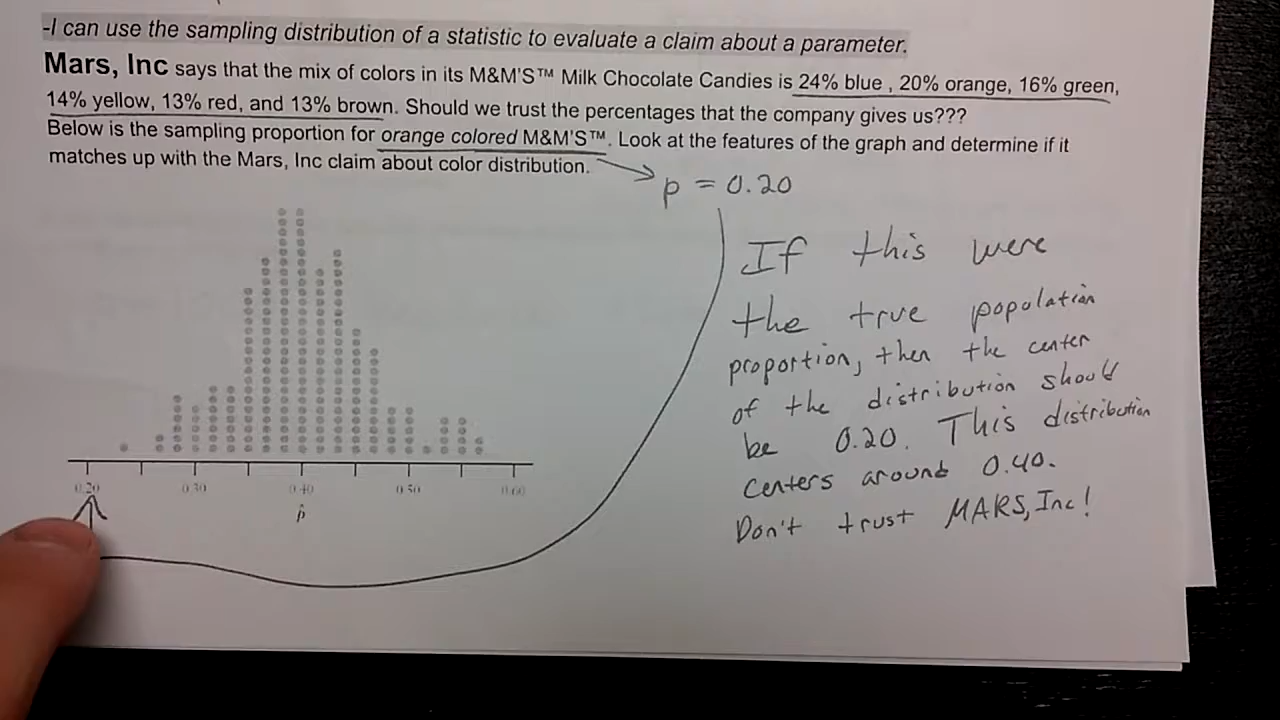 -I can use the sampling distribution of a statistic to evaluate a claim about a parameter.
Mars, Inc says that the mix of colors in its M&M'S™ Milk Chocolate Candies is 24% blue , 20% orange, 16% green,
14% yellow, 13% red, and 13% brown. Should we trust the percentages that the company gives us???
Below is the sampling proportion for orange colored M&M'S™. Look at the features of the graph and determine if it
matches up with the Mars, Inc claim about color distribution.
p = 0.20
If this were
the true population
proportion, then the center
of the distribution should
be 0.20. This distribution
centers around 0.40.
Don't trust MARS, Inc!
0.20 0.30 0.40 0.50 0.60
p̂